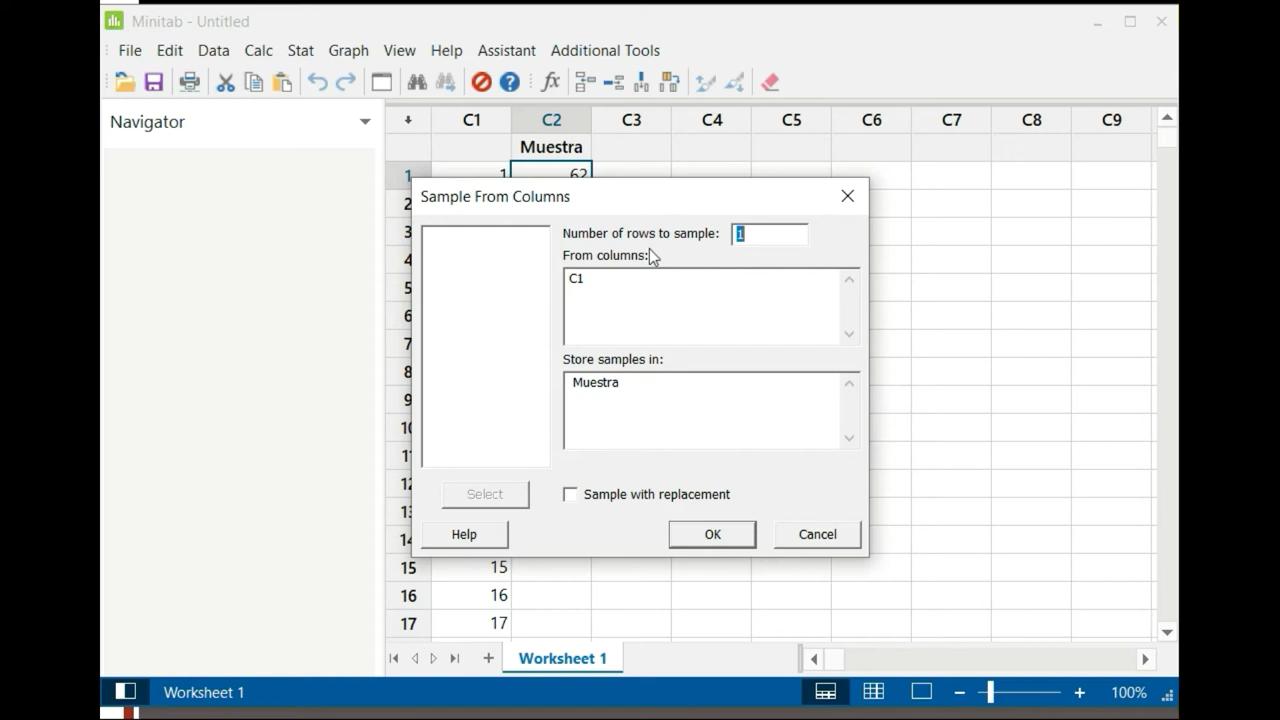 Minitab - Untitled
File Edit Data Calc Stat Graph View Help Assistant Additional Tools
Navigator
C1 C2 C3 C4 C5 C6 C7 C8 C9
Muestra
1 1 62
Sample From Columns
2
Number of rows to sample: 1
3
From columns:
4
C1
5
6
7
Store samples in:
8
Muestra
9
10
11
12
Select
Sample with replacement
13
Help OK Cancel
14
15 15
16 16
17 17
Worksheet 1
Worksheet 1
100%